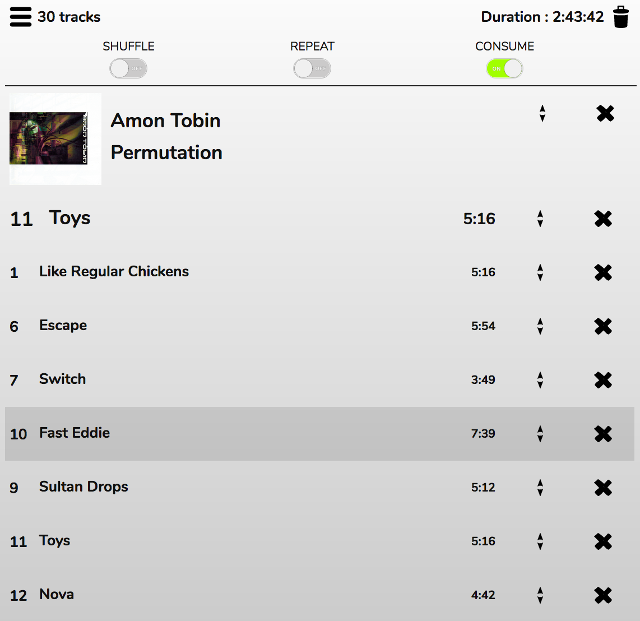 30 tracks Duration : 2:43:42
SHUFFLE REPEAT CONSUME
Amon Tobin
Permutation
11 Toys 5:16
1 Like Regular Chickens 5:16
6 Escape 5:54
7 Switch 3:49
10 Fast Eddie 7:39
9 Sultan Drops 5:12
11 Toys 5:16
12 Nova 4:42